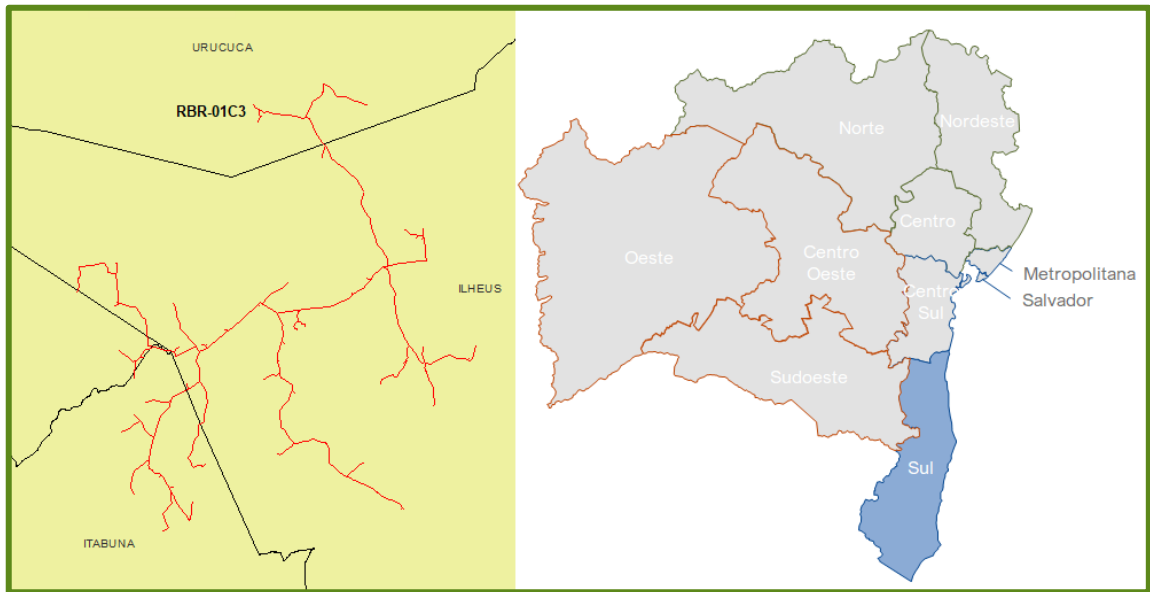 URUCUCA
RBR-01C3
ILHEUS
ITABUNA
Norte
Nordeste
Centro
Oeste
Centro
Oeste
Metropolitana
Centro
Sul
Salvador
Sudoeste
Sul